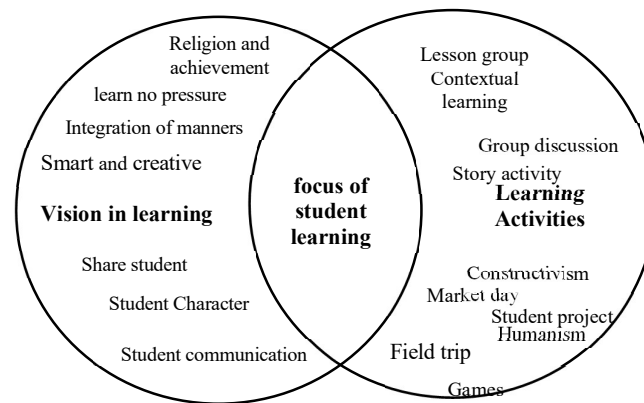 Religion and
achievement
learn no pressure
Integration of manners
Smart and creative
Vision in learning
Share student
Student Character
Student communication
focus of
student
learning
Lesson group
Contextual
learning
Group discussion
Story activity
Learning
Activities
Constructivism
Market day
Student project
Humanism
Field trip
Games